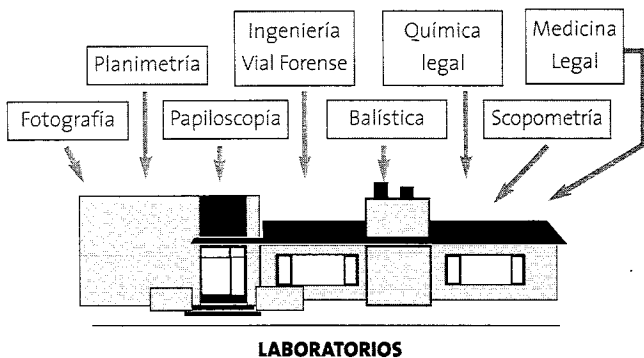 Ingeniería
Vial Forense
Química
legal
Medicina
Legal
Planimetría
Fotografía
Papiloscopía
Balística
Scopometría
LABORATORIOS